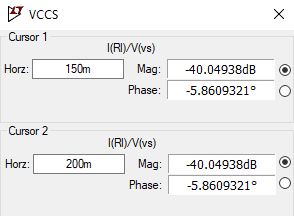 VCCS
Cursor 1
I(Rl)/V(vs)
Horz: 150m Mag: -40.04938dB
Phase: -5.8609321°
Cursor 2
I(Rl)/V(vs)
Horz: 200m Mag: -40.04938dB
Phase: -5.8609321°